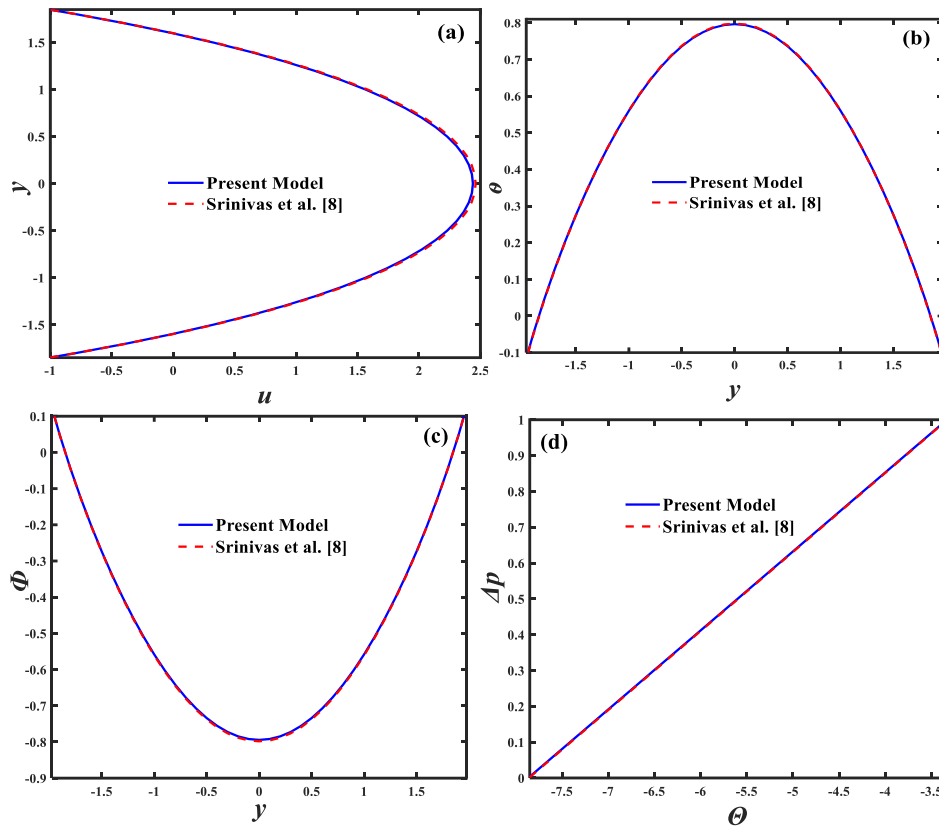 (a)
1.5
1
0.5
0
-0.5
-1
-1.5
y
Present Model
Srinivas et al. [8]
-1 -0.5 0 0.5 1 1.5 2 2.5
u
(b)
0.8
0.7
0.6
0.5
0.4
0.3
0.2
0.1
0
-0.1
θ
Present Model
Srinivas et al. [8]
-1.5 -1 -0.5 0 0.5 1 1.5
y
(c)
0.1
0
-0.1
-0.2
-0.3
-0.4
-0.5
-0.6
-0.7
-0.8
-0.9
Φ
Present Model
Srinivas et al. [8]
-1.5 -1 -0.5 0 0.5 1 1.5
y
(d)
1
0.9
0.8
0.7
0.6
0.5
0.4
0.3
0.2
0.1
0
Δp
Present Model
Srinivas et al. [8]
-7.5 -7 -6.5 -6 -5.5 -5 -4.5 -4 -3.5
Θ